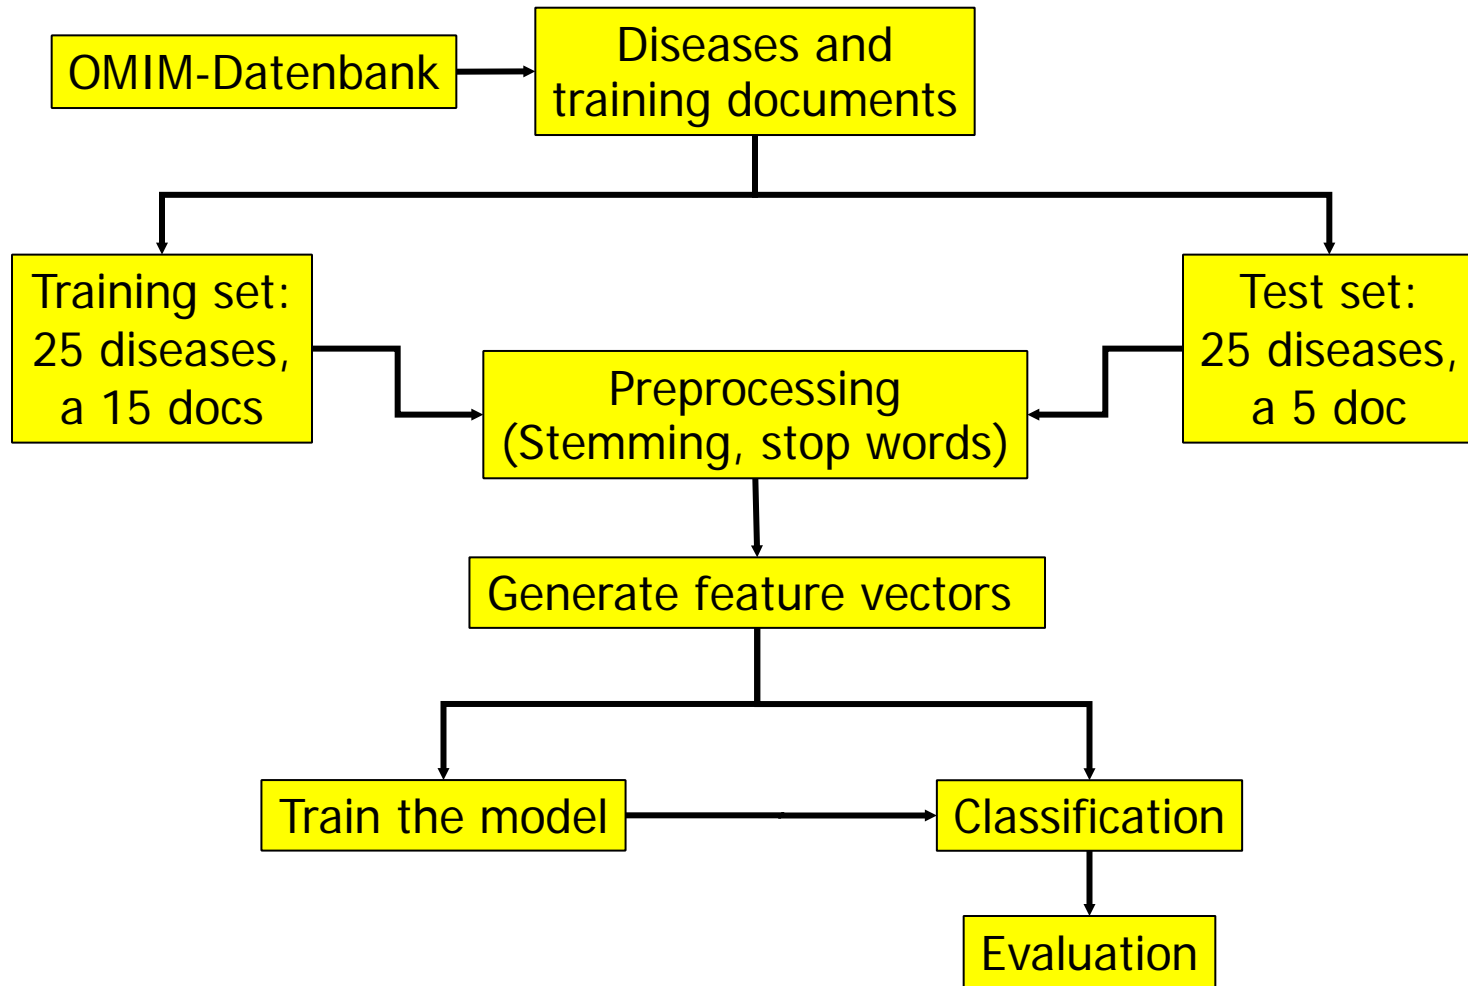 OMIM-Datenbank
Diseases and
training documents
Training set:
25 diseases,
a 15 docs
Test set:
25 diseases,
a 5 doc
Preprocessing
(Stemming, stop words)
Generate feature vectors
Train the model
Classification
Evaluation